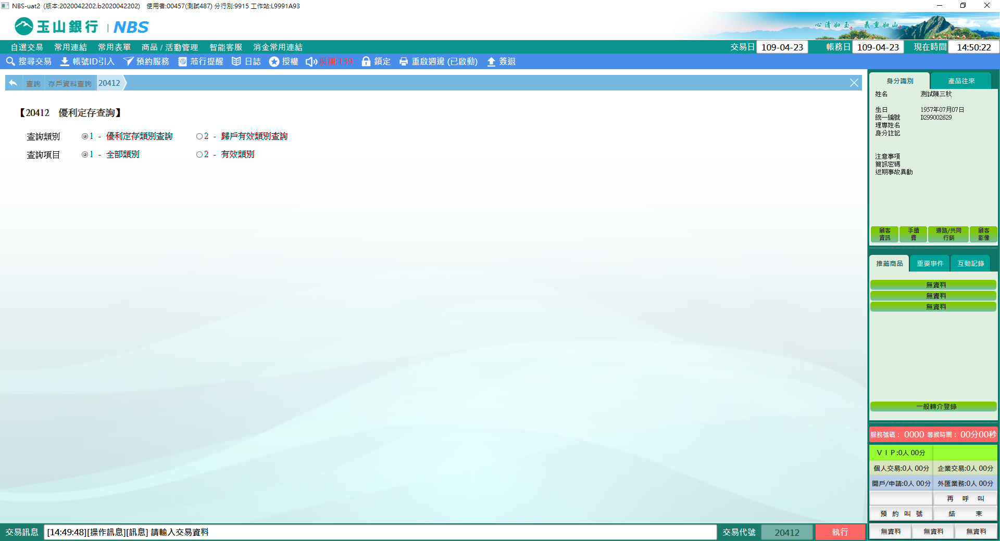 NBS-uat2 (版本:2020042202.b2020042202) 使用者:00457(測試487) 分行別:9915 工作站:L9991A93
玉山銀行 | NBS
心清如玉。義重如山。
自選交易 常用連結 常用表單 商品 / 活動管理 智能客服 消金常用連結 交易日 109-04-23 帳務日 109-04-23 現在時間 14:50:22
搜尋交易 帳號ID引入 預約服務 蒞行提醒 日誌 授權 廣播:139 鎖定 重啟週邊 (已啟動) 簽退
查詢 存戶資料查詢 20412
【20412 優利定存查詢】
查詢類別 1 - 優利定存類別查詢 2 - 歸戶有效類別查詢
查詢項目 1 - 全部類別 2 - 有效類別
身分識別 產品往來
姓名 測試陳三秋
生日 1957年07月07日
統一編號 D299002629
理專姓名
身分註記
注意事項
簡訊密碼
近期事故異動
顧客資訊 手續費 通路/共同行銷 顧客影像
推薦商品 重要事件 互動記錄
無資料
無資料
無資料
一般轉介登錄
服務號碼： 0000 等候時間： 00分00秒
ＶＩＰ:0人 00分
個人交易:0人 00分 企業交易:0人 00分
開戶/申請:0人 00分 外匯業務:0人 00分
再 呼 叫
預 約 叫 號 結 束
無資料 無資料 無資料
交易訊息 [14:49:48][操作訊息][訊息] 請輸入交易資料 交易代號 20412 執行